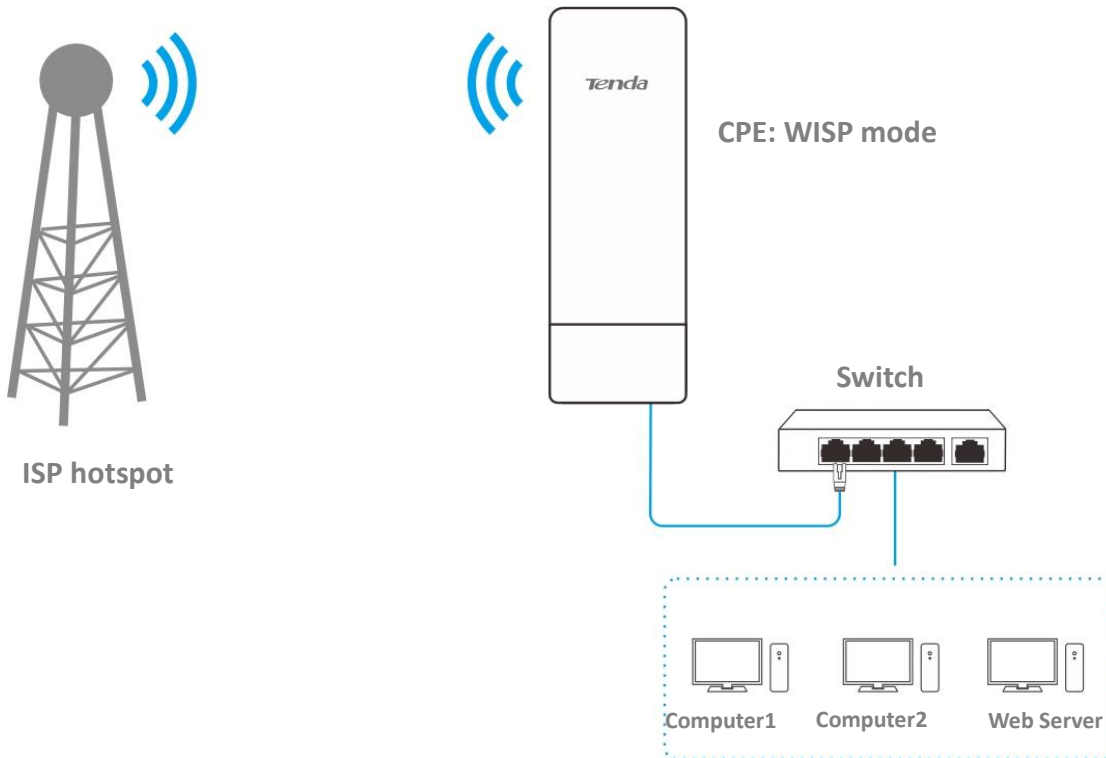 Tenda
CPE: WISP mode
Switch
ISP hotspot
Computer1
Computer2
Web Server